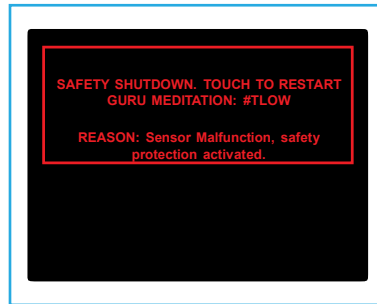 SAFETY SHUTDOWN. TOUCH TO RESTART
GURU MEDITATION: #TLOW
REASON: Sensor Malfunction, safety
protection activated.